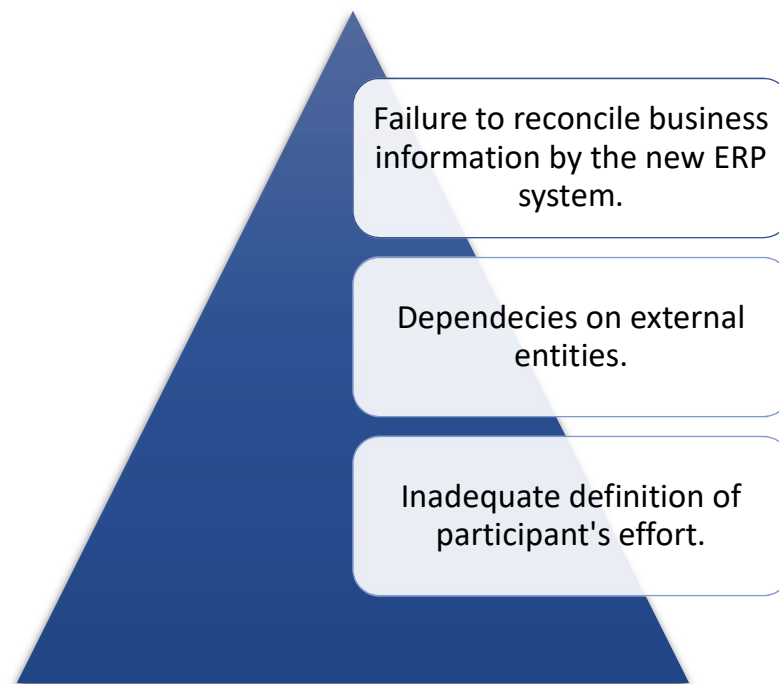 Failure to reconcile business
information by the new ERP
system.
Dependecies on external
entities.
Inadequate definition of
participant's effort.